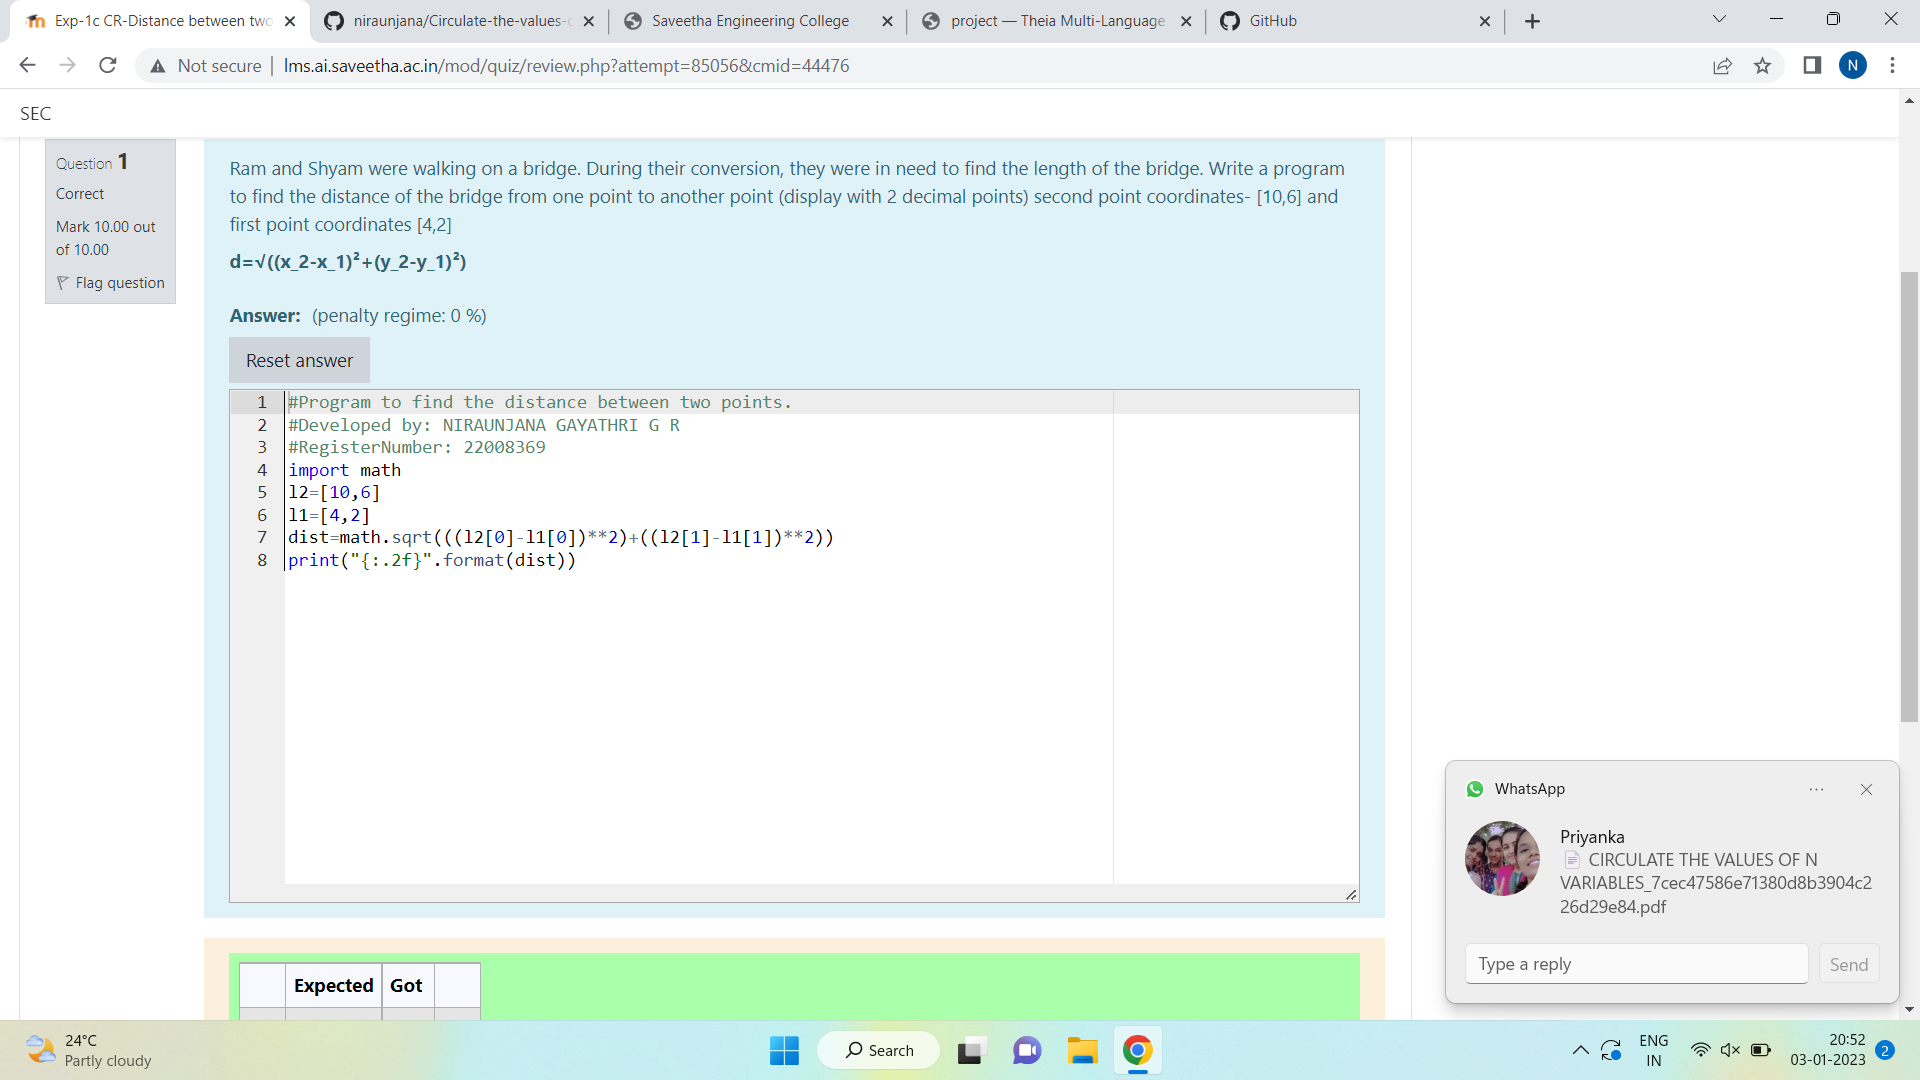 Exp-1c CR-Distance between two
niraunjana/Circulate-the-values-
Saveetha Engineering College
project — Theia Multi-Language
GitHub
Not secure
lms.ai.saveetha.ac.in/mod/quiz/review.php?attempt=85056&cmid=44476
N
SEC
Question 1
Correct
Mark 10.00 out
of 10.00
Flag question
Ram and Shyam were walking on a bridge. During their conversion, they were in need to find the length of the bridge. Write a program
to find the distance of the bridge from one point to another point (display with 2 decimal points) second point coordinates- [10,6] and
first point coordinates [4,2]
d=√((x_2-x_1)²+(y_2-y_1)²)
Answer: (penalty regime: 0 %)
Reset answer
1 #Program to find the distance between two points.
2 #Developed by: NIRAUNJANA GAYATHRI G R
3 #RegisterNumber: 22008369
4 import math
5 l2=[10,6]
6 l1=[4,2]
7 dist=math.sqrt(((l2[0]-l1[0])**2)+((l2[1]-l1[1])**2))
8 print("{:.2f}".format(dist))
Expected Got
WhatsApp
Priyanka
CIRCULATE THE VALUES OF N
VARIABLES_7cec47586e71380d8b3904c2
26d29e84.pdf
Type a reply
Send
24°C
Partly cloudy
Search
ENG
IN
20:52
03-01-2023
2